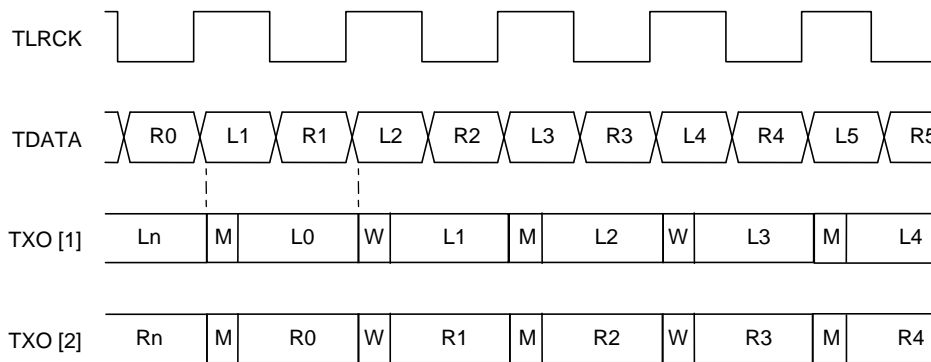 TLRCK
TDATA R0 L1 R1 L2 R2 L3 R3 L4 R4 L5 R5
TXO [1] Ln M L0 W L1 M L2 W L3 M L4
TXO [2] Rn M R0 W R1 M R2 W R3 M R4